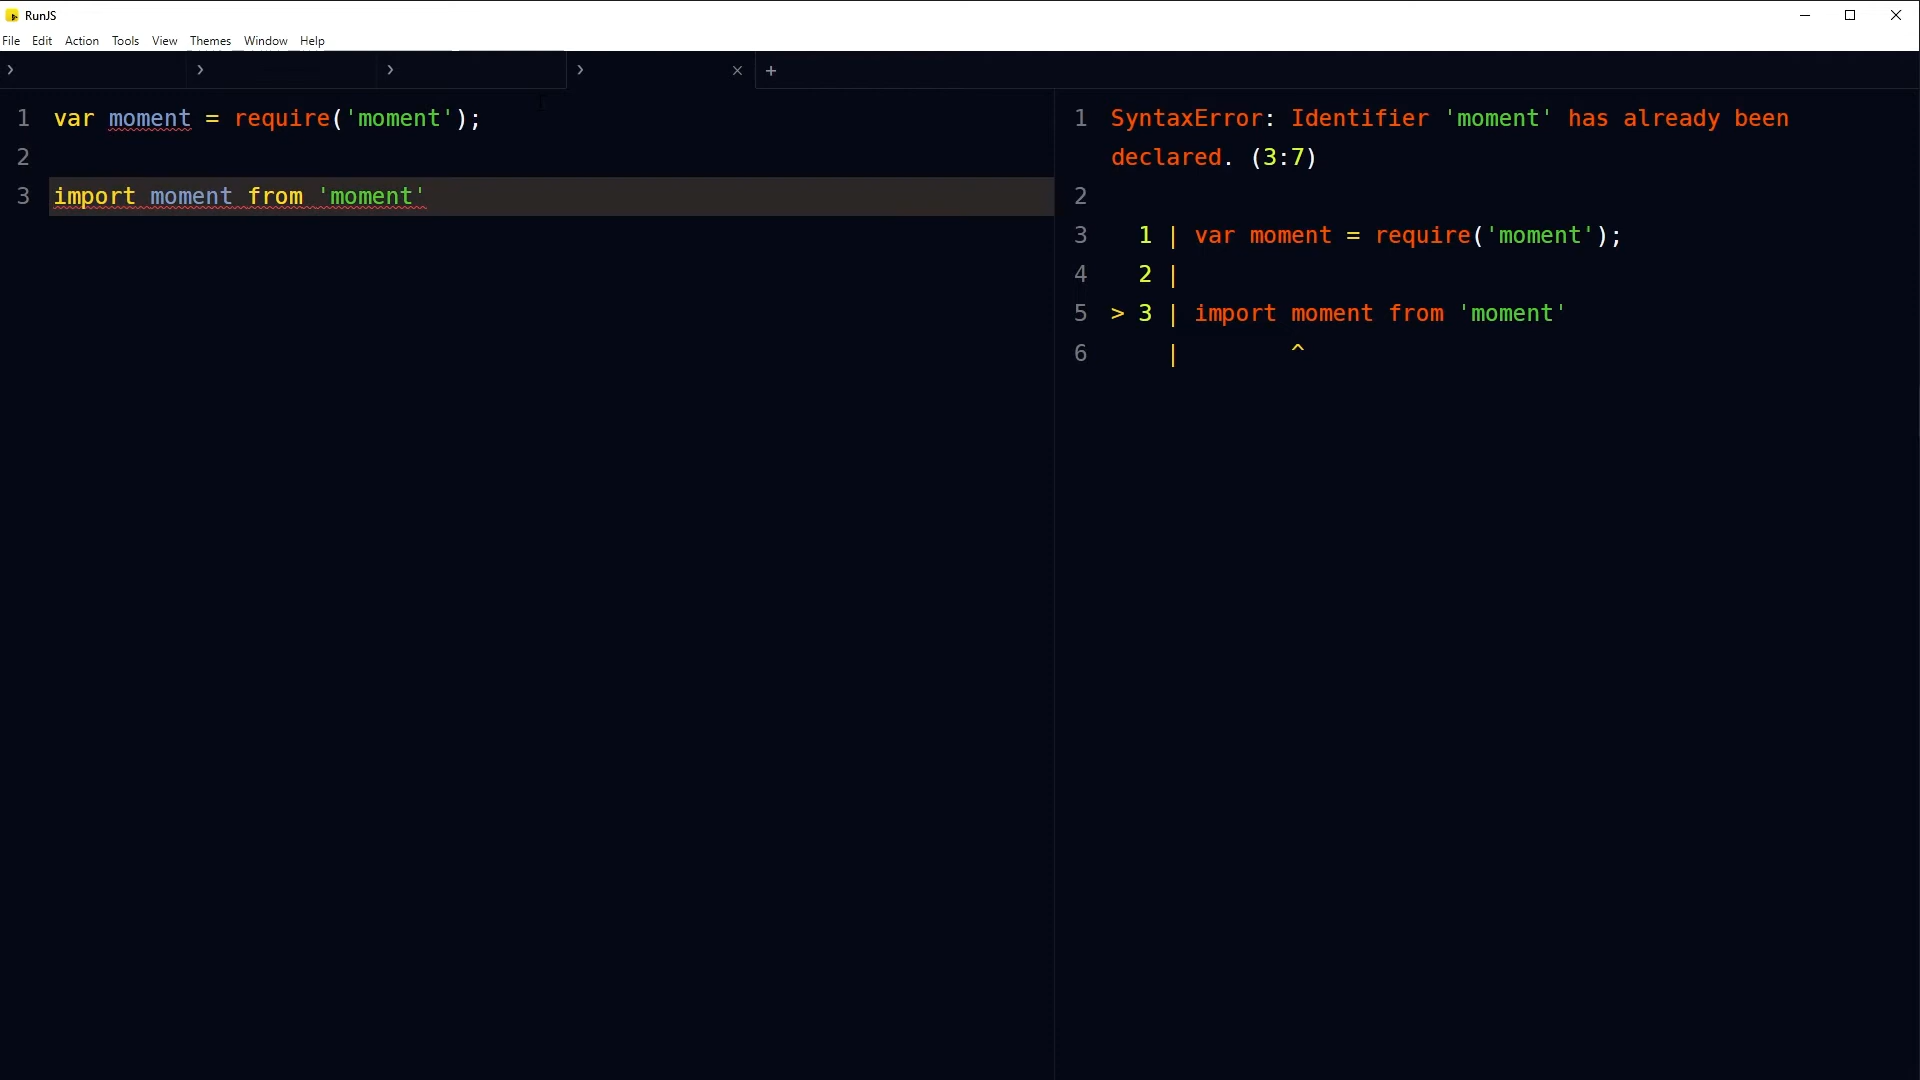 RunJS
File Edit Action Tools View Themes Window Help
1 var moment = require('moment');
2
3 import moment from 'moment'
1 SyntaxError: Identifier 'moment' has already been
declared. (3:7)
2
3 1 | var moment = require('moment');
4 2 |
5 > 3 | import moment from 'moment'
6 | ^